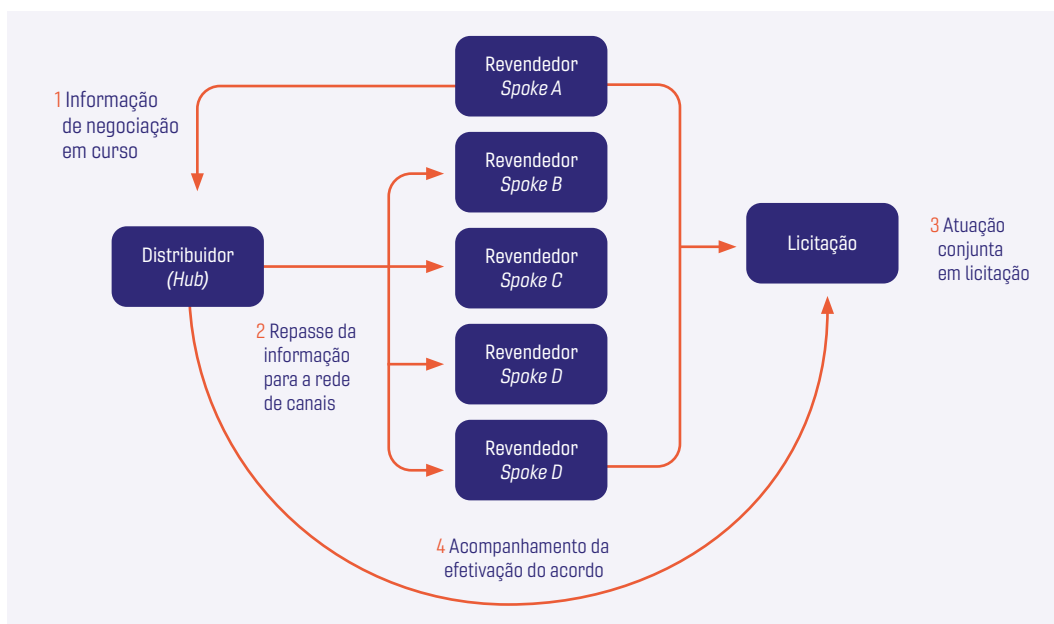 Revendedor
Spoke A
1 Informação
de negociação
em curso
Revendedor
Spoke B
Distribuidor
(Hub)
Revendedor
Spoke C
Licitação
3 Atuação
conjunta
em licitação
2 Repasse da
informação
para a rede
de canais
Revendedor
Spoke D
Revendedor
Spoke D
4 Acompanhamento da
efetivação do acordo